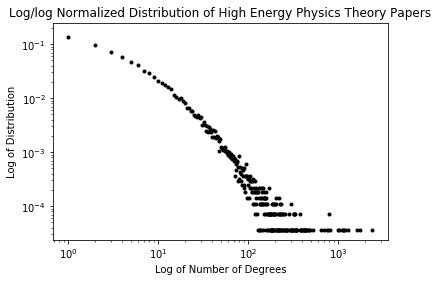 Log/log Normalized Distribution of High Energy Physics Theory Papers
Log of Distribution
10⁻¹
10⁻²
10⁻³
10⁻⁴
10⁰ 10¹ 10² 10³
Log of Number of Degrees